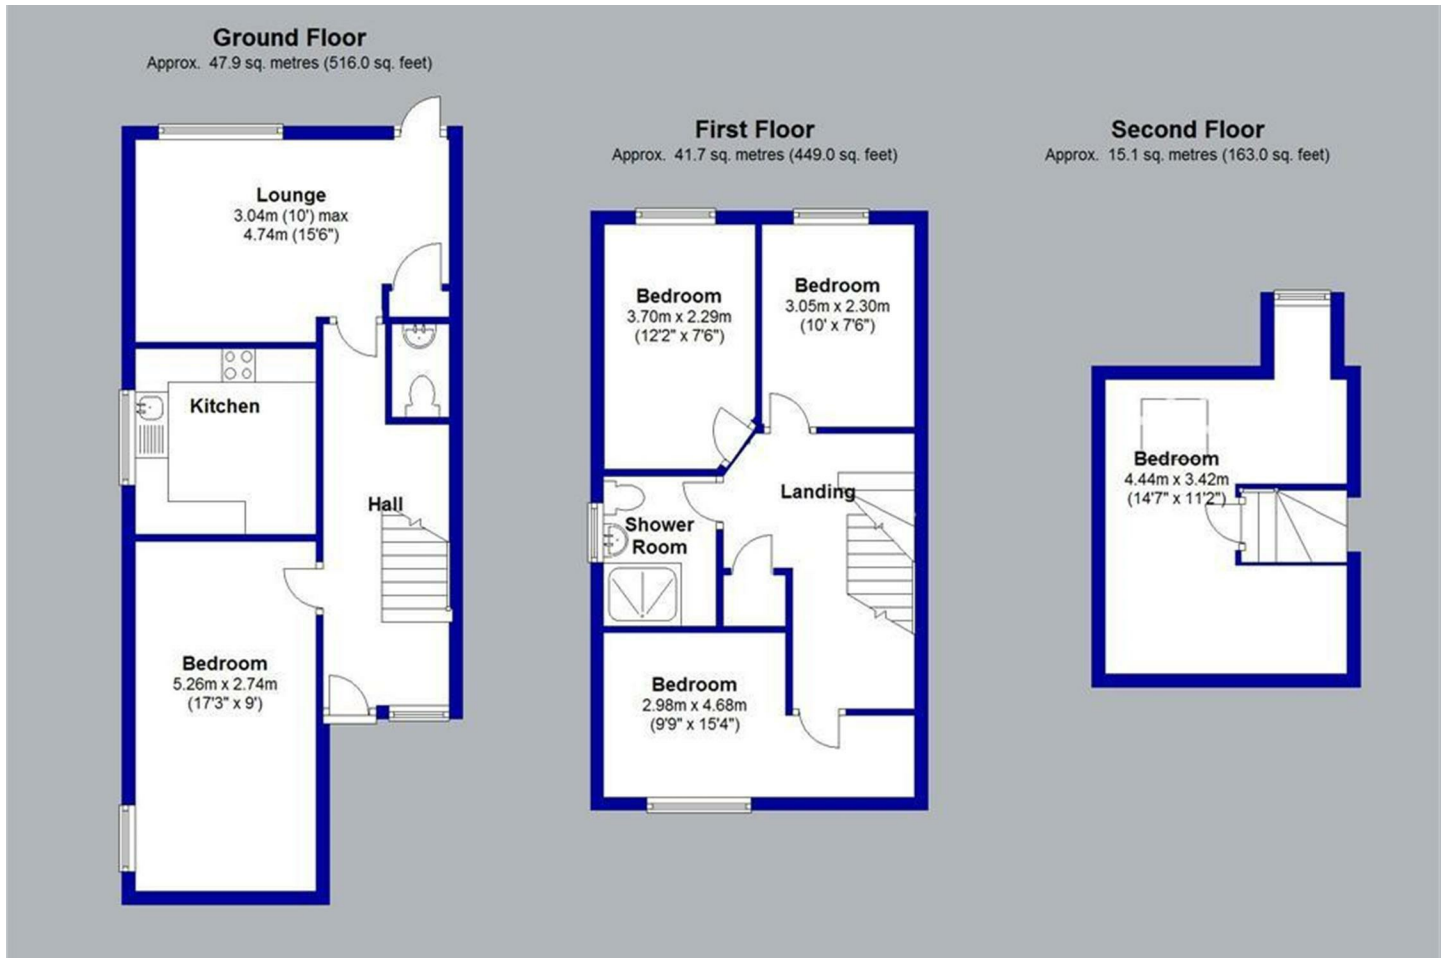 Ground Floor
Approx. 47.9 sq. metres (516.0 sq. feet)
Lounge
3.04m (10') max
4.74m (15'6")
Kitchen
Hall
Bedroom
5.26m x 2.74m
(17'3" x 9')
First Floor
Approx. 41.7 sq. metres (449.0 sq. feet)
Bedroom
3.70m x 2.29m
(12'2" x 7'6")
Bedroom
3.05m x 2.30m
(10' x 7'6")
Landing
Shower
Room
Bedroom
2.98m x 4.68m
(9'9" x 15'4")
Second Floor
Approx. 15.1 sq. metres (163.0 sq. feet)
Bedroom
4.44m x 3.42m
(14'7" x 11'2")